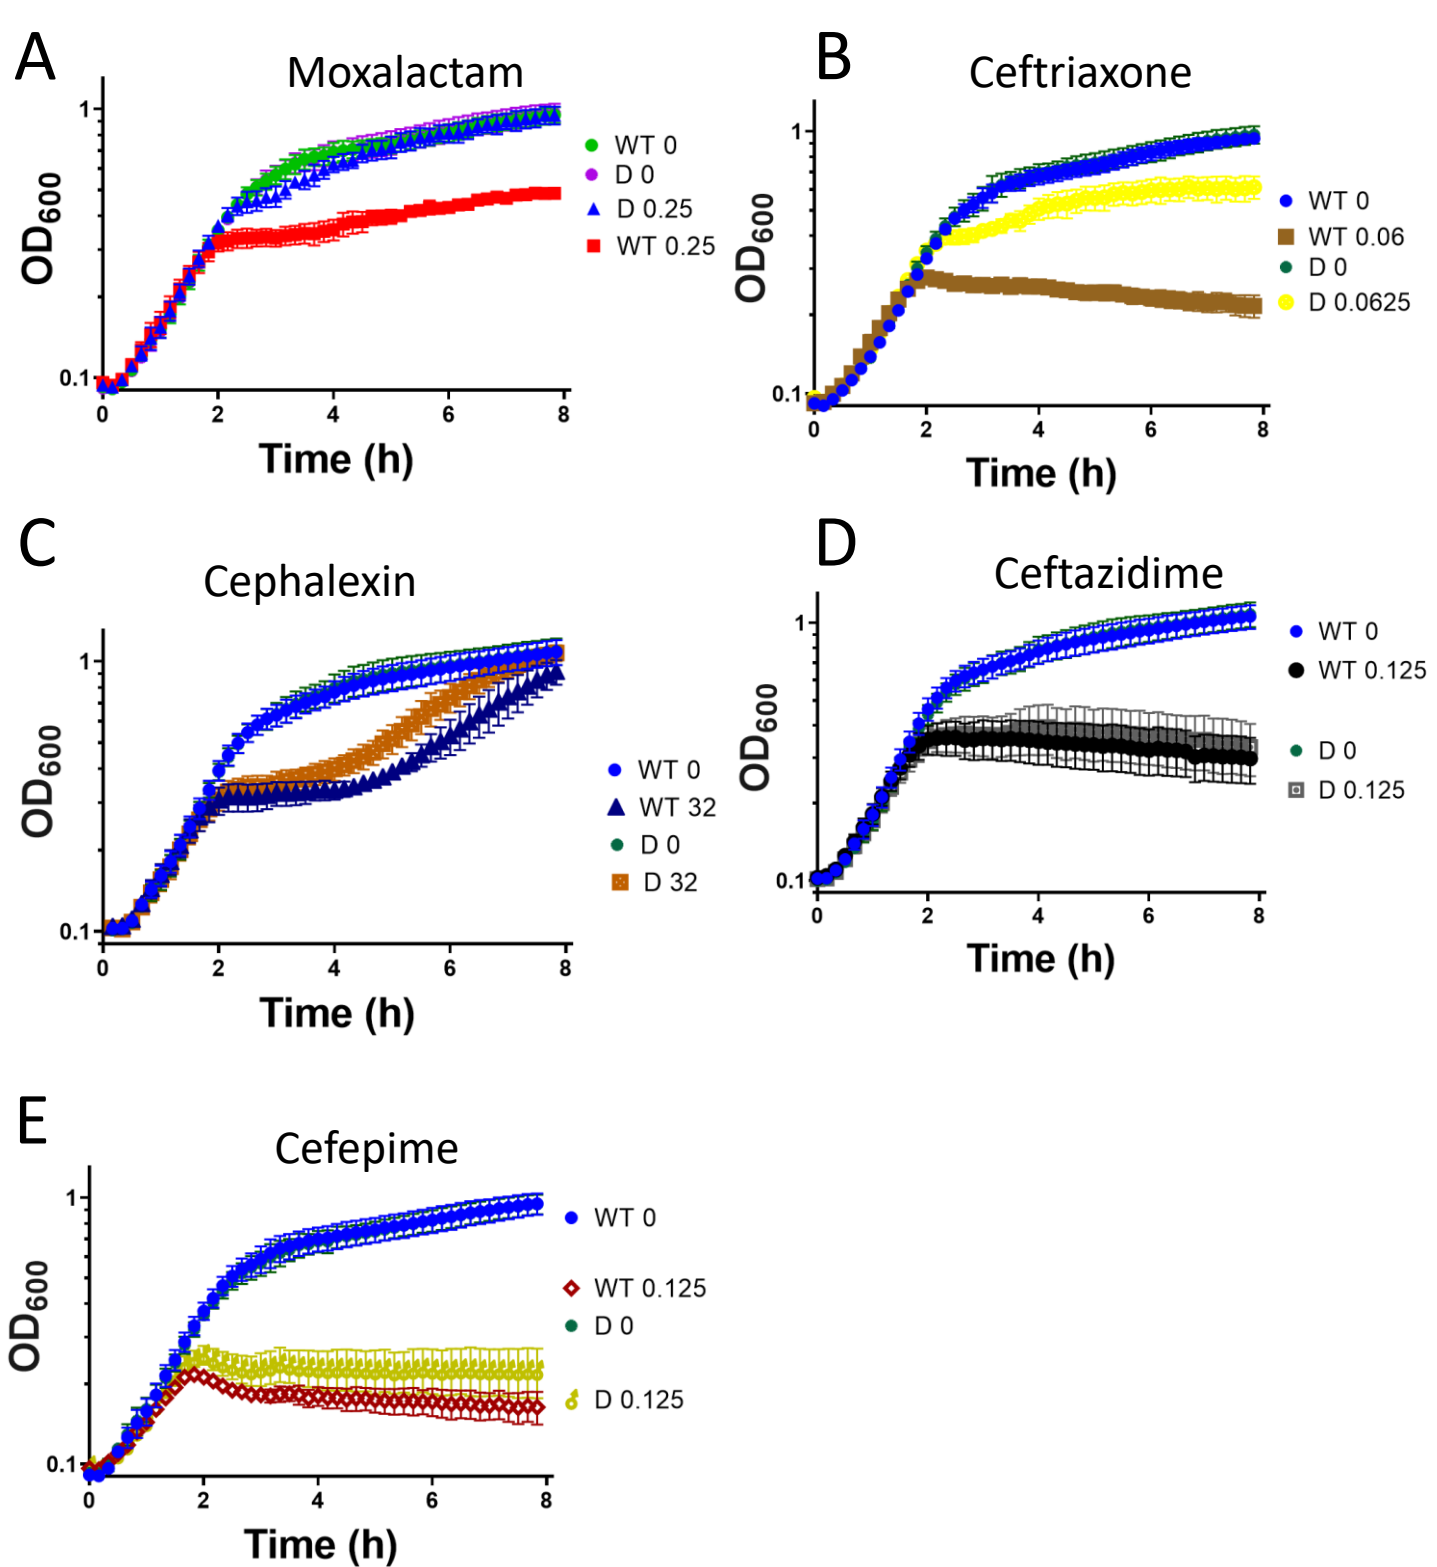 A
Moxalactam
OD600
1
0.1
0 2 4 6 8
Time (h)
WT 0
D 0
D 0.25
WT 0.25
B
Ceftriaxone
OD600
1
0.1
0 2 4 6 8
Time (h)
WT 0
WT 0.06
D 0
D 0.0625
C
Cephalexin
OD600
1
0.1
0 2 4 6 8
Time (h)
WT 0
WT 32
D 0
D 32
D
Ceftazidime
OD600
1
0.1
0 2 4 6 8
Time (h)
WT 0
WT 0.125
D 0
D 0.125
E
Cefepime
OD600
1
0.1
0 2 4 6 8
Time (h)
WT 0
WT 0.125
D 0
D 0.125